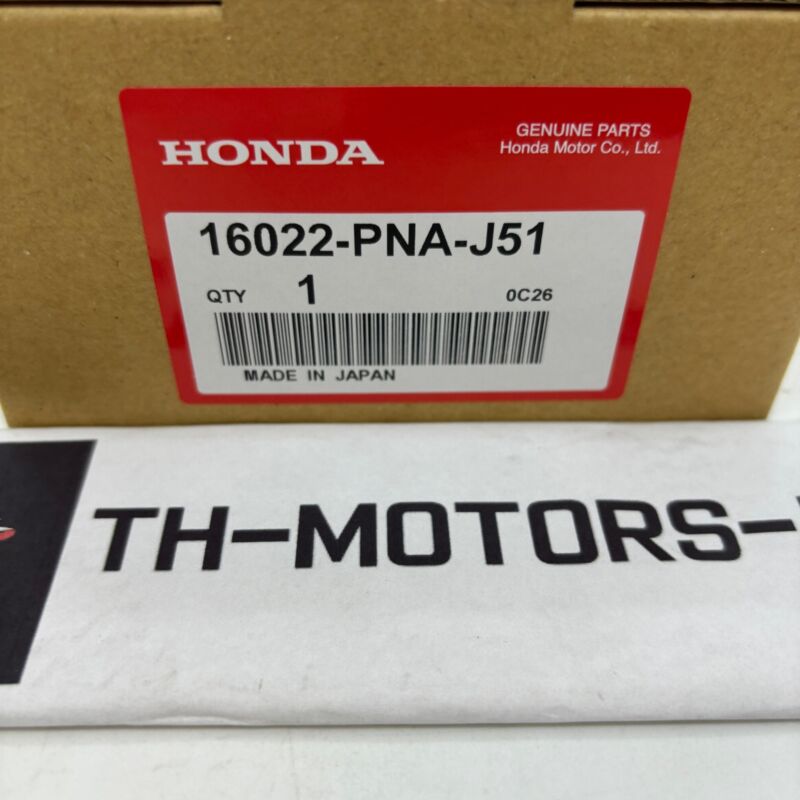 HONDA
GENUINE PARTS
Honda Motor Co., Ltd.
16022-PNA-J51
QTY 1 0C26
MADE IN JAPAN
TH-MOTORS-